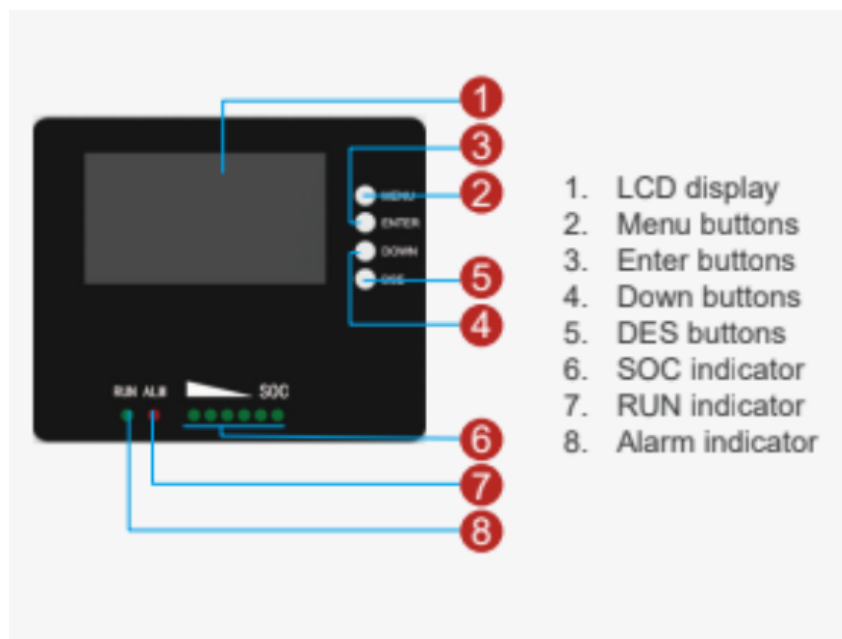 1
3
MENU
2
ENTER
DOWN
5
4
RUN ALM SOC
6
7
8
1. LCD display
2. Menu buttons
3. Enter buttons
4. Down buttons
5. DES buttons
6. SOC indicator
7. RUN indicator
8. Alarm indicator